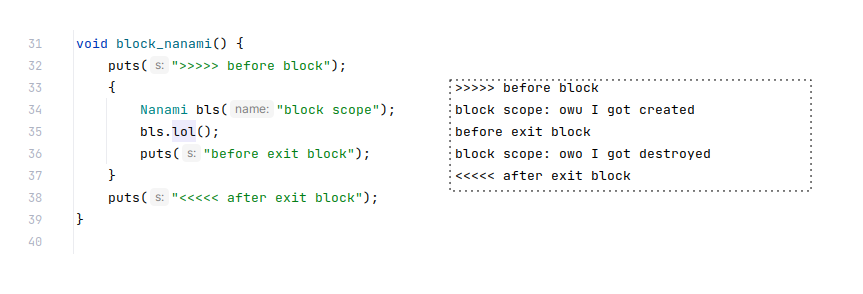 31 void block_nanami() {
32 puts( s: ">>>>> before block");
33 {
34 Nanami bls( name: "block scope");
35 bls.lol();
36 puts( s: "before exit block");
37 }
38 puts( s: "<<<<< after exit block");
39 }
40
>>>>> before block
block scope: owu I got created
before exit block
block scope: owo I got destroyed
<<<<< after exit block